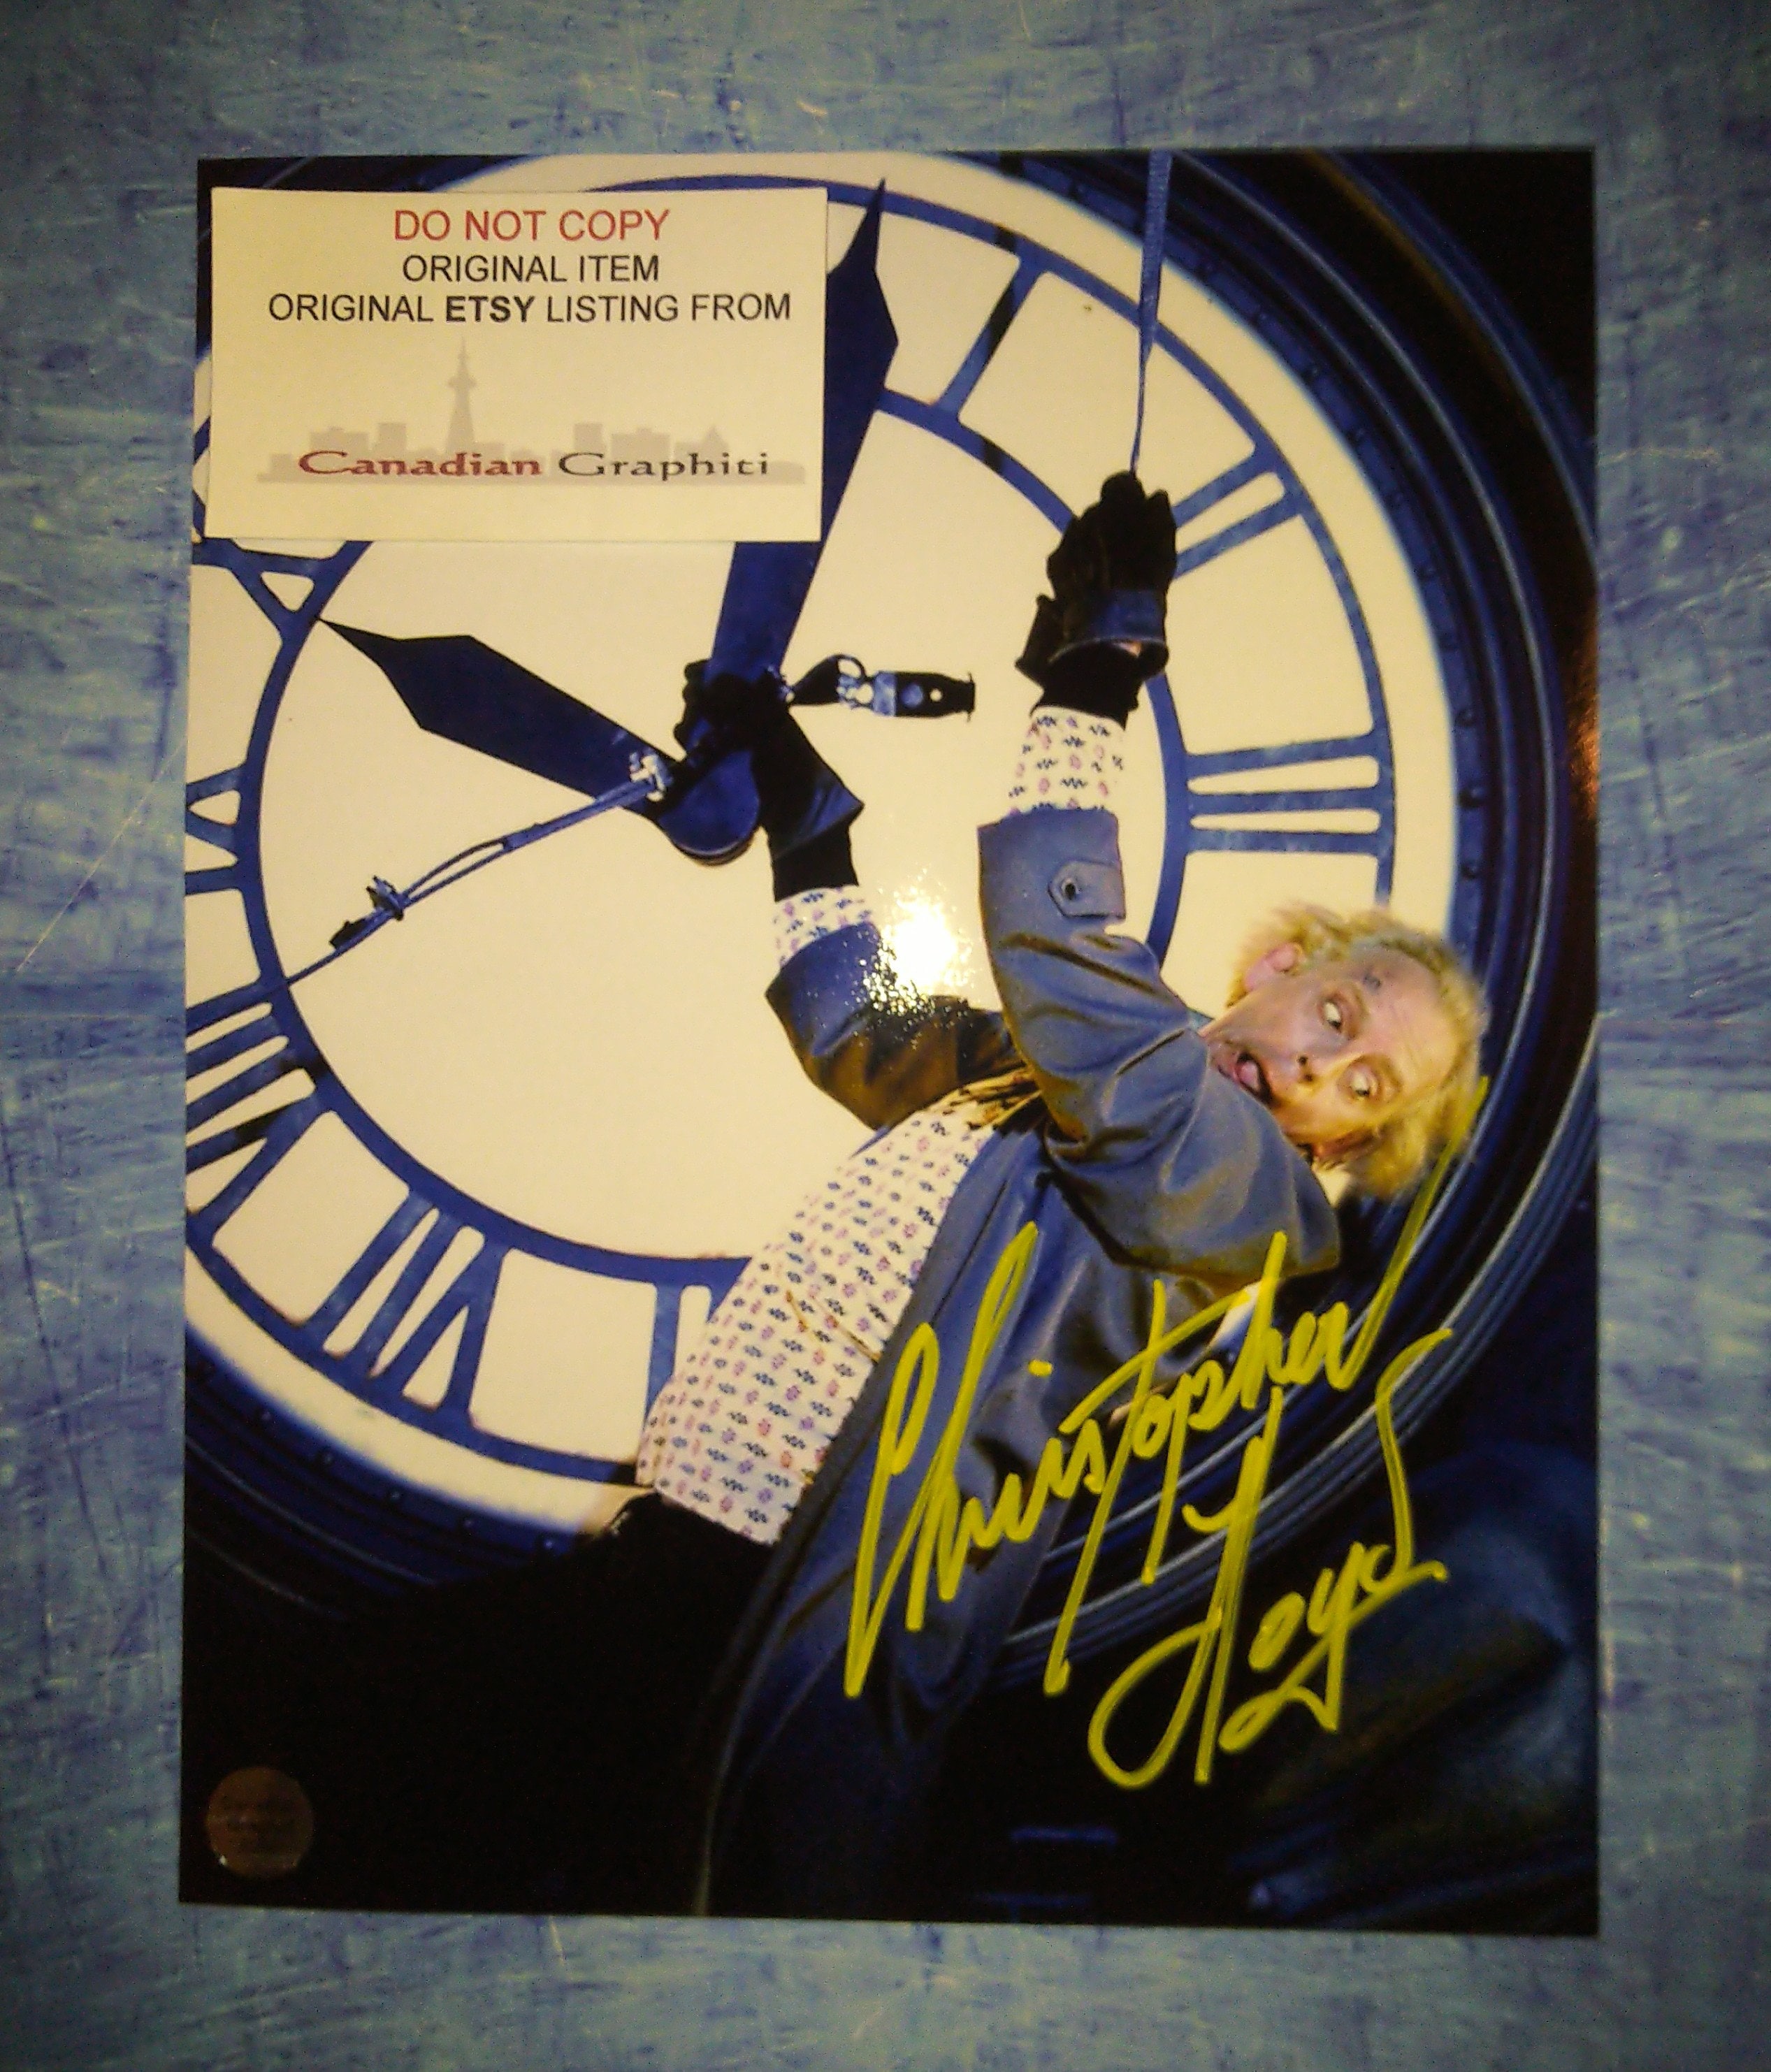 DO NOT COPY
ORIGINAL ITEM
ORIGINAL ETSY LISTING FROM
Canadian Graphiti
Christopher
Lloyd